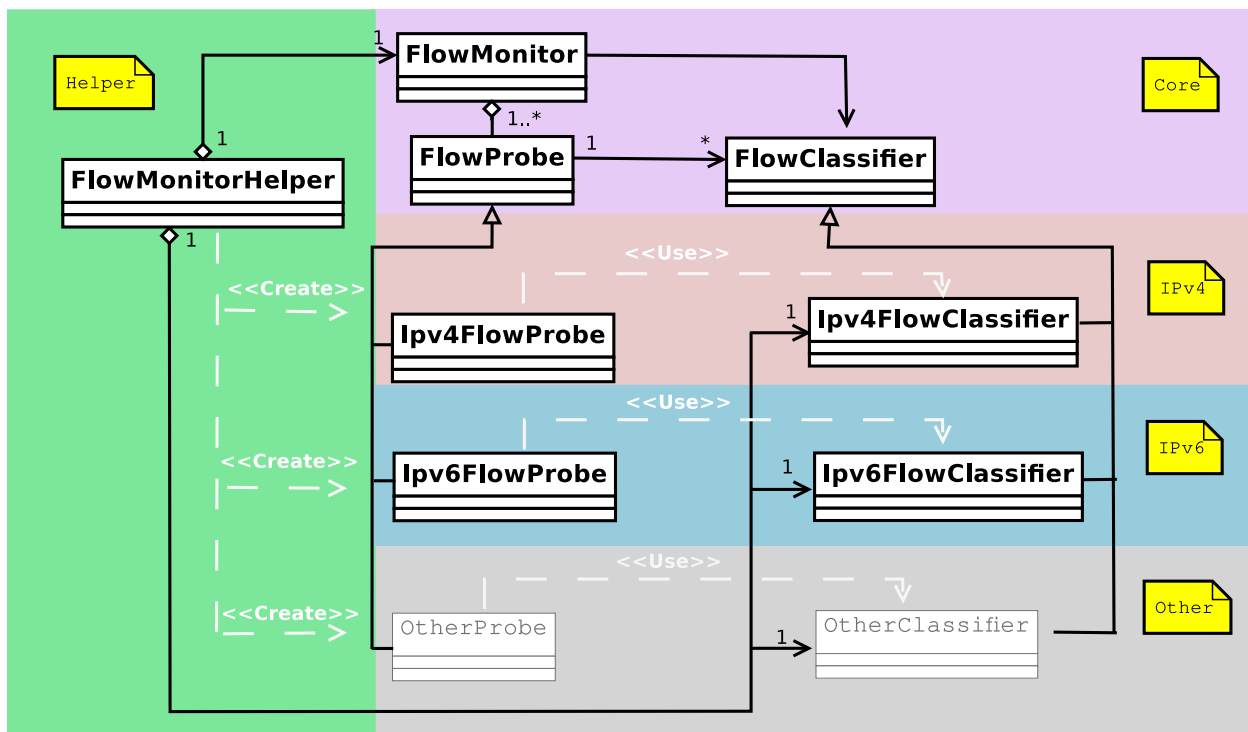 1
FlowMonitor
Helper
Core
1..*
1
1
*
FlowProbe
FlowClassifier
FlowMonitorHelper
1
<<Use>>
<<Create>>
IPv4
1
Ipv4FlowProbe
Ipv4FlowClassifier
<<Use>>
IPv6
<<Create>>
1
Ipv6FlowProbe
Ipv6FlowClassifier
<<Use>>
<<Create>>
Other
OtherProbe
1
OtherClassifier